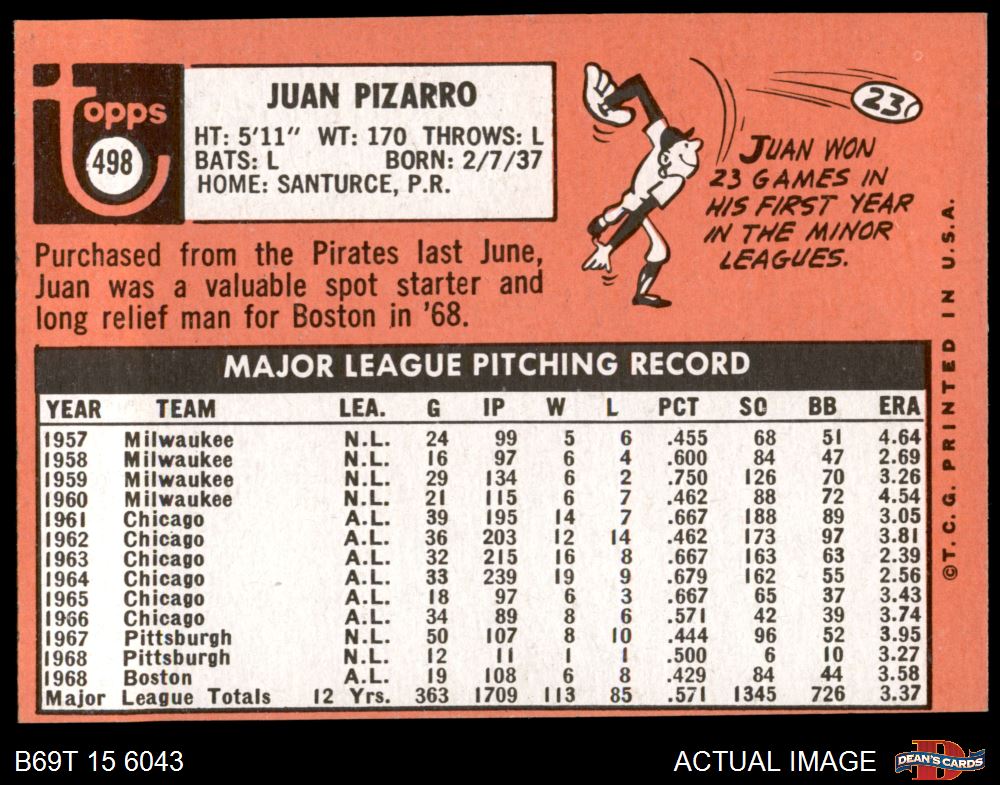 Topps
498
JUAN PIZARRO
HT: 5'11" WT: 170 THROWS: L
BATS: L BORN: 2/7/37
HOME: SANTURCE, P.R.
23
JUAN WON
23 GAMES IN
HIS FIRST YEAR
IN THE MINOR
LEAGUES.
Purchased from the Pirates last June,
Juan was a valuable spot starter and
long relief man for Boston in '68.
MAJOR LEAGUE PITCHING RECORD
YEAR TEAM LEA. G IP W L PCT SO BB ERA
1957 Milwaukee N.L. 24 99 5 6 .455 68 51 4.64
1958 Milwaukee N.L. 16 97 6 4 .600 84 47 2.69
1959 Milwaukee N.L. 29 134 6 2 .750 126 70 3.26
1960 Milwaukee N.L. 21 115 6 7 .462 88 72 4.54
1961 Chicago A.L. 39 195 14 7 .667 188 89 3.05
1962 Chicago A.L. 36 203 12 14 .462 173 97 3.81
1963 Chicago A.L. 32 215 16 8 .667 163 63 2.39
1964 Chicago A.L. 33 239 19 9 .679 162 55 2.56
1965 Chicago A.L. 18 97 6 3 .667 65 37 3.43
1966 Chicago A.L. 34 89 8 6 .571 42 39 3.74
1967 Pittsburgh N.L. 50 107 8 10 .444 96 52 3.95
1968 Pittsburgh N.L. 12 11 1 1 .500 6 10 3.27
1968 Boston A.L. 19 108 6 8 .429 84 44 3.58
Major League Totals 12 Yrs. 363 1709 113 85 .571 1345 726 3.37
©T.C.G. PRINTED IN U.S.A.
B69T 15 6043
ACTUAL IMAGE
D
DEAN'S CARDS